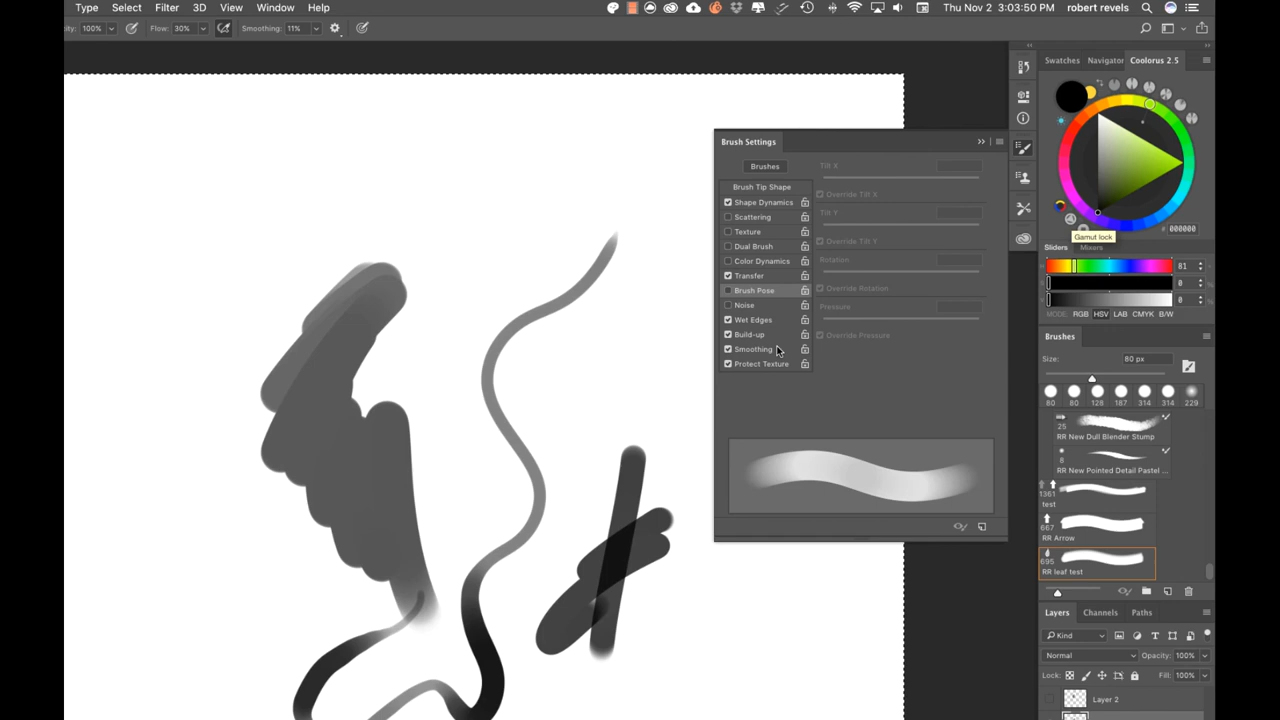 Type Select Filter 3D View Window Help Thu Nov 2 3:03:50 PM robert revels
ity: 100% Flow: 30% Smoothing: 11%
Swatches Navigator Coolorus 2.5
Brush Settings
Brushes
Brush Tip Shape
Shape Dynamics
Scattering
Texture
Dual Brush
Color Dynamics
Transfer
Brush Pose
Noise
Wet Edges
Build-up
Smoothing
Protect Texture
Tilt X
Override Tilt X
Tilt Y
Override Tilt Y
Rotation
Override Rotation
Pressure
Override Pressure
# 000000
Gamut lock
Sliders Mixers
H 81
0 %
0 %
MODE: RGB HSV LAB CMYK B/W
Brushes
Size: 80 px
80 80 128 187 314 314 229
25
RR New Dull Blender Stump
8
RR New Pointed Detail Pastel ...
1361
test
667
RR Arrow
695
RR leaf test
Layers Channels Paths
Kind
Normal Opacity: 100%
Lock: Fill: 100%
Layer 2